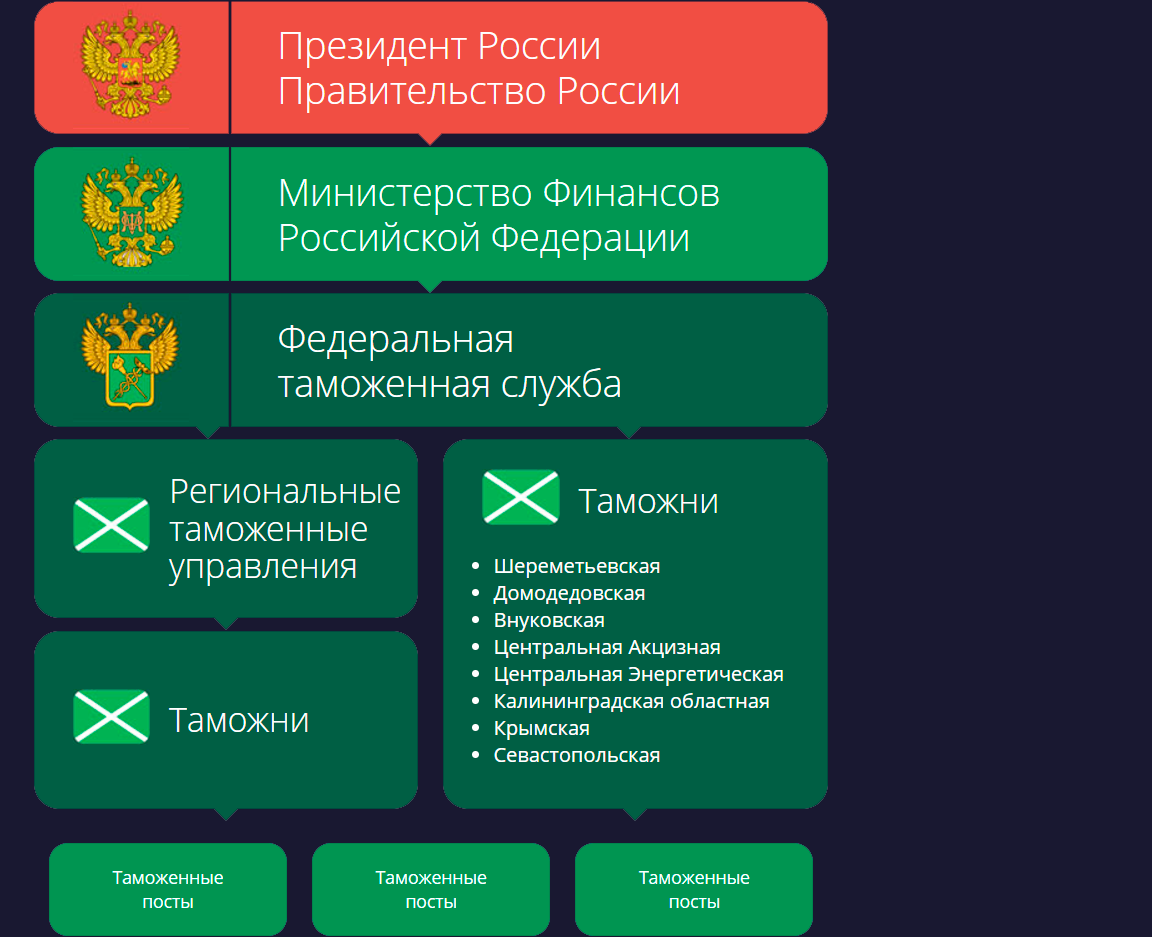 Президент России
Правительство России
Министерство Финансов
Российской Федерации
Федеральная
таможенная служба
Региональные
таможенные
управления
Таможни
Таможни
Шереметьевская
Домодедовская
Внуковская
Центральная Акцизная
Центральная Энергетическая
Калининградская областная
Крымская
Севастопольская
Таможенные
посты
Таможенные
посты
Таможенные
посты